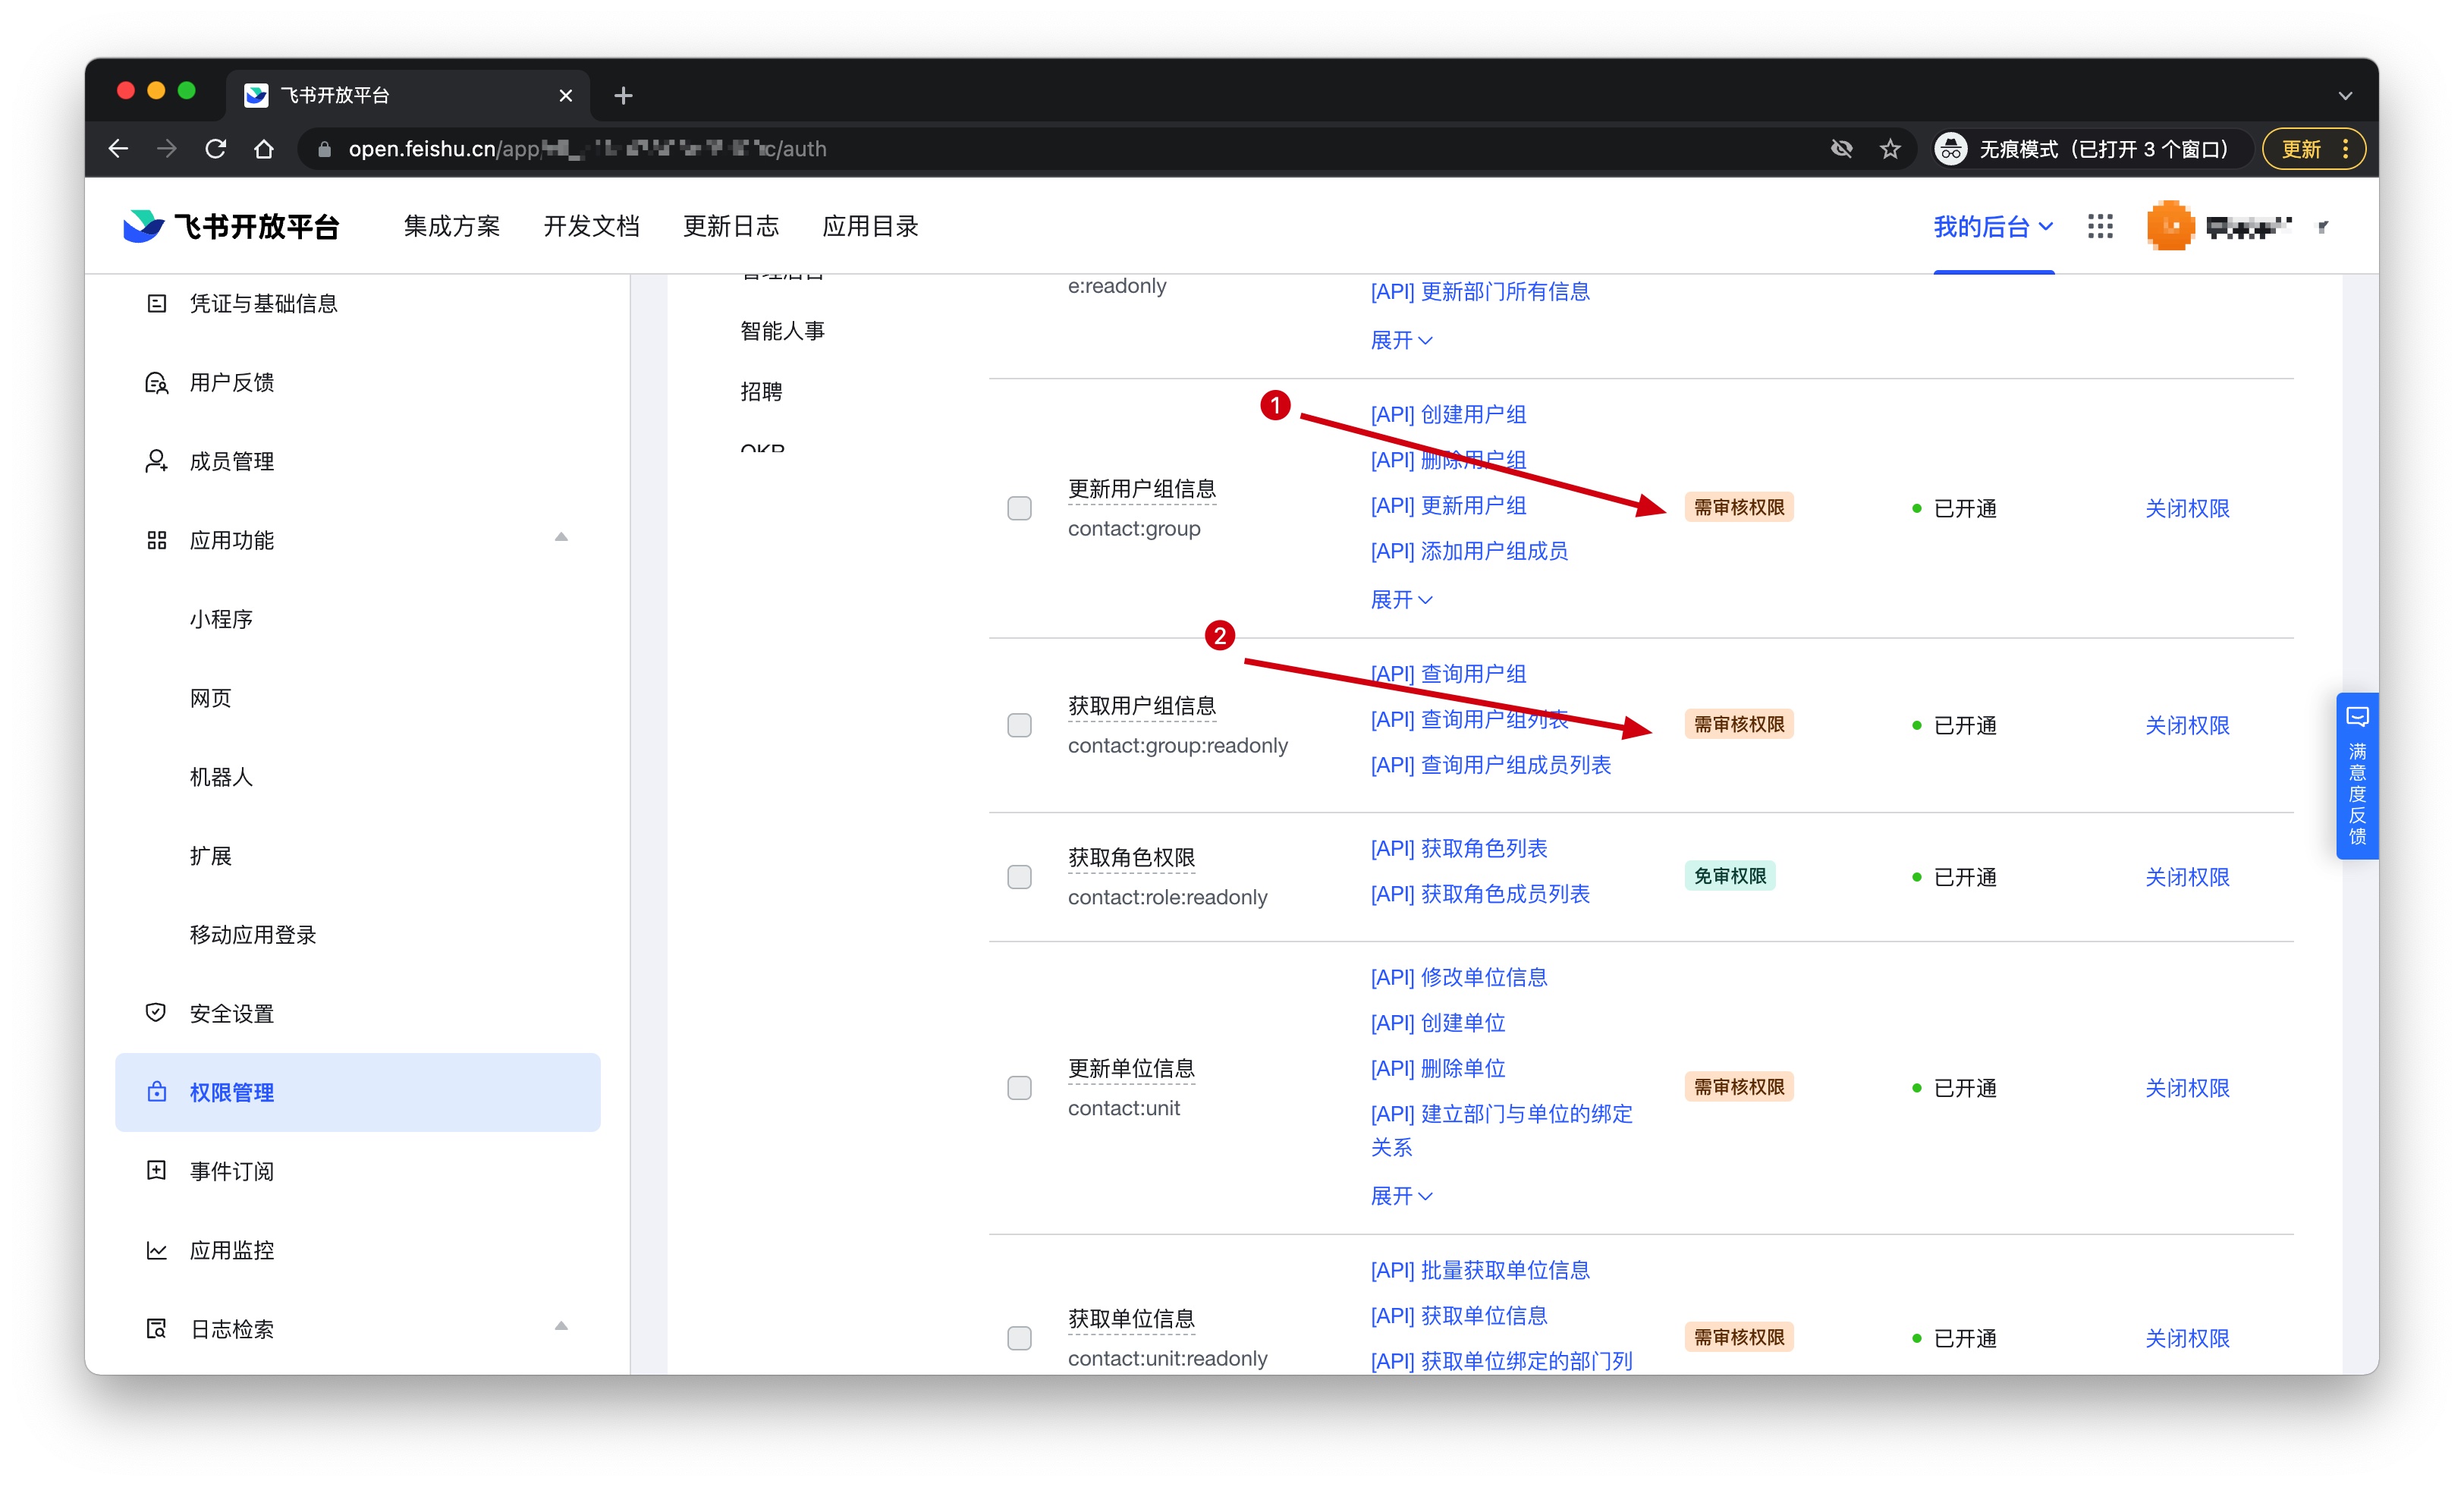 飞书开放平台
open.feishu.cn/app/
c/auth
无痕模式（已打开 3 个窗口）
更新
飞书开放平台
集成方案
开发文档
更新日志
应用目录
我的后台
凭证与基础信息
用户反馈
成员管理
应用功能
小程序
网页
机器人
扩展
移动应用登录
安全设置
权限管理
事件订阅
应用监控
日志检索
管理后台
智能人事
招聘
OKR
e:readonly
[API] 更新部门所有信息
展开
1
更新用户组信息
contact:group
[API] 创建用户组
[API] 删除用户组
[API] 更新用户组
[API] 添加用户组成员
展开
需审核权限
已开通
关闭权限
2
获取用户组信息
contact:group:readonly
[API] 查询用户组
[API] 查询用户组列表
[API] 查询用户组成员列表
需审核权限
已开通
关闭权限
获取角色权限
contact:role:readonly
[API] 获取角色列表
[API] 获取角色成员列表
免审权限
已开通
关闭权限
更新单位信息
contact:unit
[API] 修改单位信息
[API] 创建单位
[API] 删除单位
[API] 建立部门与单位的绑定
关系
展开
需审核权限
已开通
关闭权限
获取单位信息
contact:unit:readonly
[API] 批量获取单位信息
[API] 获取单位信息
[API] 获取单位绑定的部门列
需审核权限
已开通
关闭权限
满意度反馈